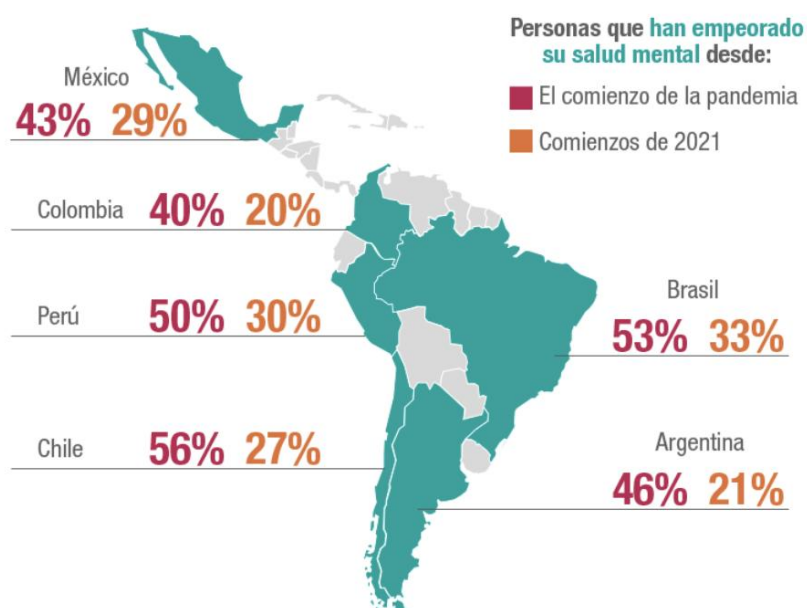 Personas que han empeorado
su salud mental desde:
El comienzo de la pandemia
Comienzos de 2021
México
43% 29%
Colombia 40% 20%
Perú 50% 30%
Brasil
53% 33%
Chile 56% 27%
Argentina
46% 21%